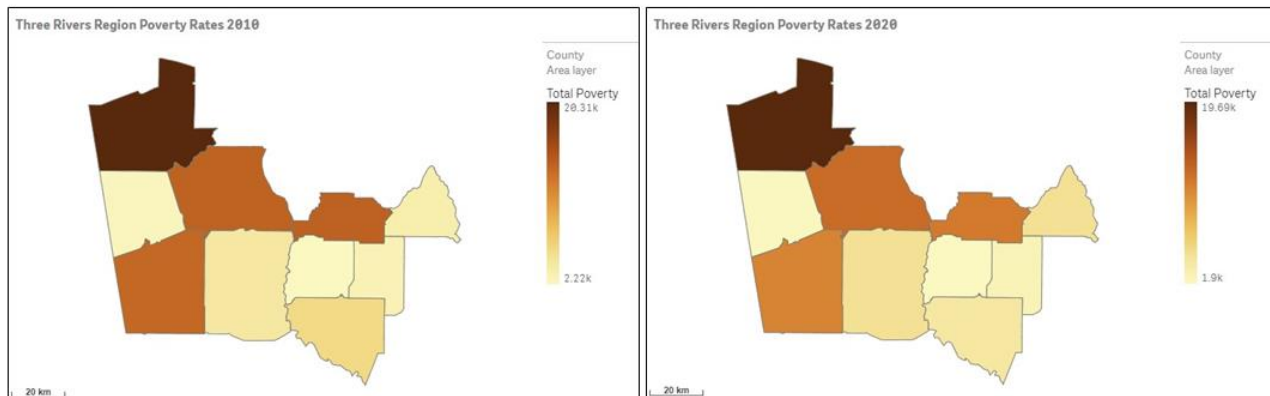 Three Rivers Region Poverty Rates 2010
County
Area layer
Total Poverty
20.31k
2.22k
20 km
Three Rivers Region Poverty Rates 2020
County
Area layer
Total Poverty
19.69k
1.9k
20 km